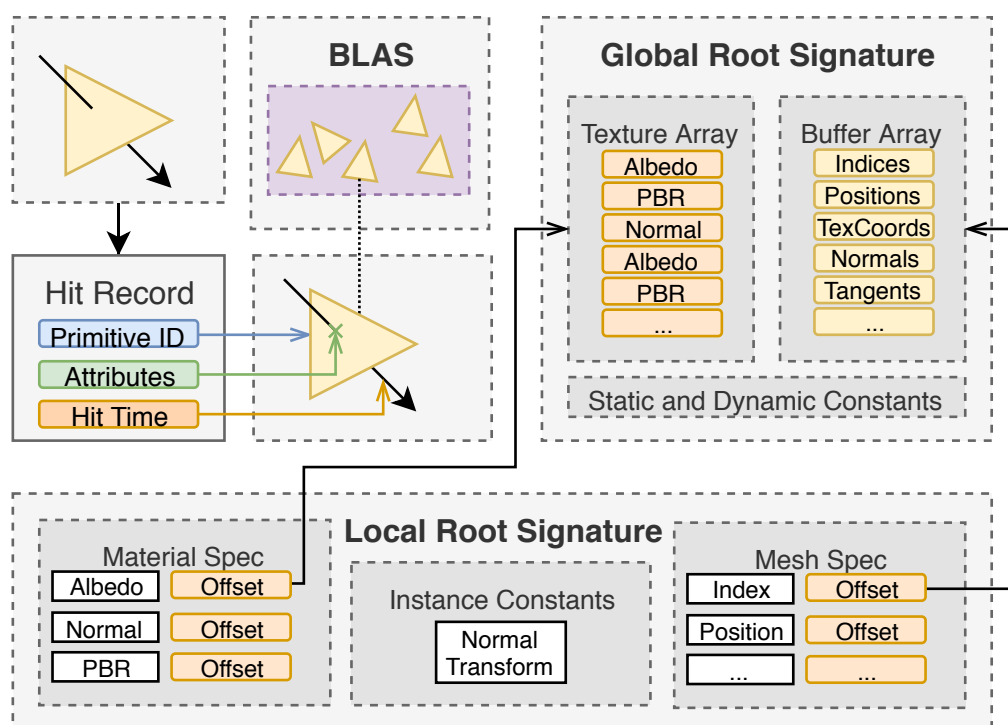 BLAS
Hit Record
Primitive ID
Attributes
Hit Time
Global Root Signature
Texture Array
Albedo
PBR
Normal
Albedo
PBR
...
Buffer Array
Indices
Positions
TexCoords
Normals
Tangents
...
Static and Dynamic Constants
Local Root Signature
Material Spec
Albedo Offset
Normal Offset
PBR Offset
Instance Constants
Normal
Transform
Mesh Spec
Index Offset
Position Offset
... ...